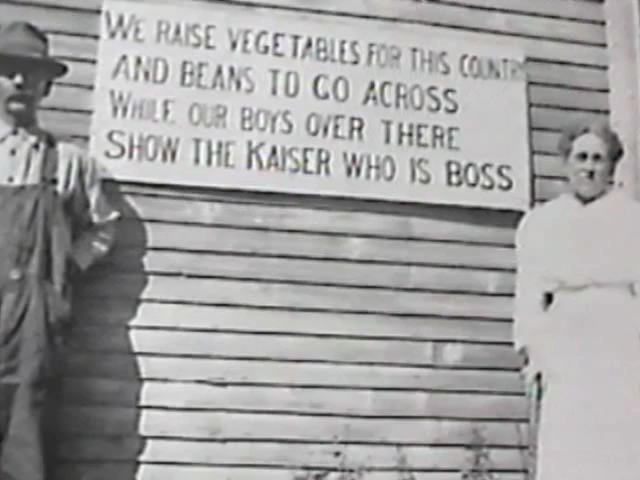 WE RAISE VEGETABLES FOR THIS COUNTRY
AND BEANS TO GO ACROSS
WHILE OUR BOYS OVER THERE
SHOW THE KAISER WHO IS BOSS